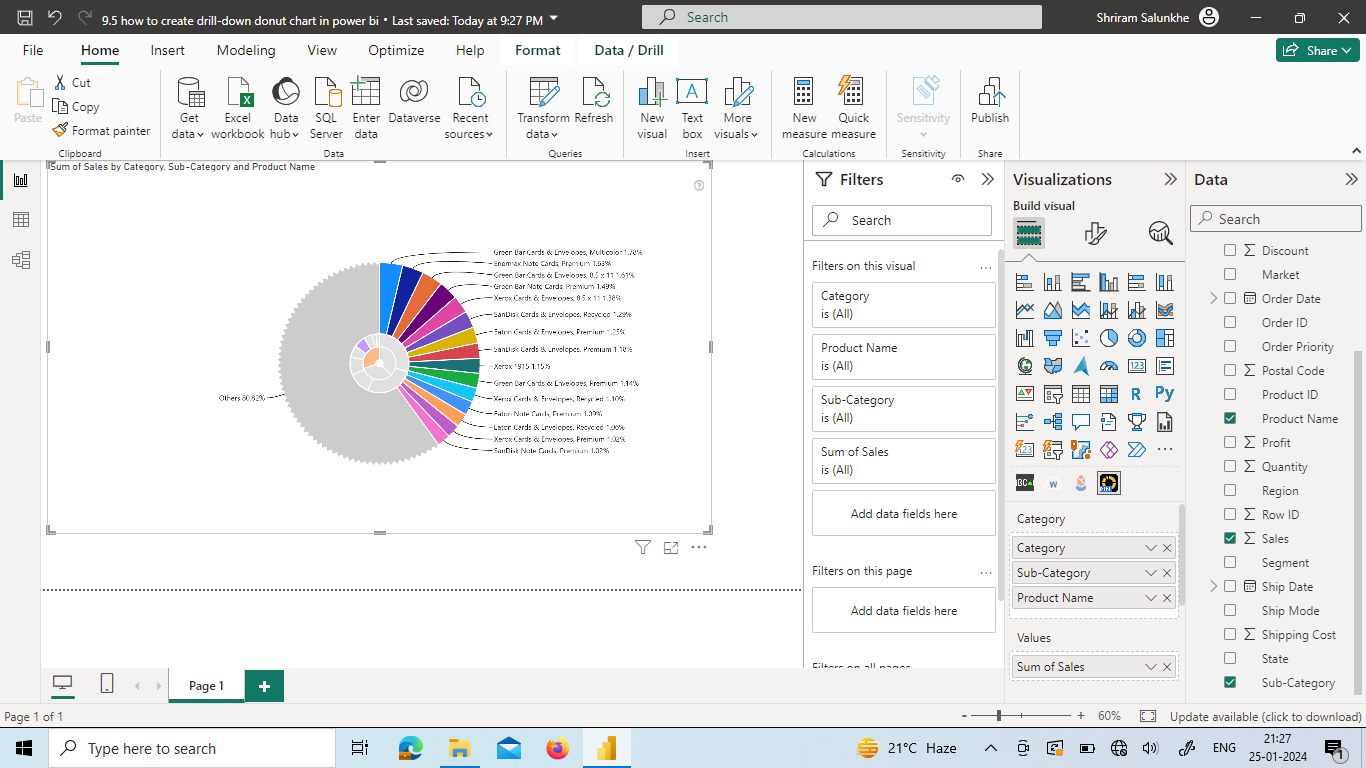 9.5 how to create drill-down donut chart in power bi • Last saved: Today at 9:27 PM
Search
Shriram Salunkhe
File Home Insert Modeling View Optimize Help Format Data / Drill
Share
Paste
Cut
Copy
Format painter
Clipboard
Get data
Excel workbook
Data hub
SQL Server
Enter data
Dataverse
Recent sources
Data
Transform data
Refresh
Queries
New visual
Text box
More visuals
Insert
New measure
Quick measure
Calculations
Sensitivity
Sensitivity
Publish
Share
Sum of Sales by Category, Sub-Category and Product Name
Green Bar Cards & Envelopes, Multicolor 1.78%
Enermax Note Cards, Premium 1.63%
Green Bar Cards & Envelopes, 8.5 x 11 1.61%
Green Bar Note Cards, Premium 1.49%
Xerox Cards & Envelopes, 8.5 x 11 1.38%
SanDisk Cards & Envelopes, Recycled 1.29%
Eaton Cards & Envelopes, Premium 1.25%
SanDisk Cards & Envelopes, Premium 1.18%
Xerox 1915 1.15%
Green Bar Cards & Envelopes, Premium 1.14%
Xerox Cards & Envelopes, Recycled 1.10%
Eaton Note Cards, Premium 1.09%
Eaton Cards & Envelopes, Recycled 1.06%
Xerox Cards & Envelopes, Premium 1.02%
SanDisk Note Cards, Premium 1.02%
Others 80.82%
Filters
Search
Filters on this visual
Category
is (All)
Product Name
is (All)
Sub-Category
is (All)
Sum of Sales
is (All)
Add data fields here
Filters on this page
Add data fields here
Filters on all pages
Visualizations
Build visual
123
R
Py
123
Category
Category
Sub-Category
Product Name
Values
Sum of Sales
Data
Search
Discount
Market
Order Date
Order ID
Order Priority
Postal Code
Product ID
Product Name
Profit
Quantity
Region
Row ID
Sales
Segment
Ship Date
Ship Mode
Shipping Cost
State
Sub-Category
Page 1
Page 1 of 1
60%
Update available (click to download)
Type here to search
21°C Haze
ENG
21:27
25-01-2024
1